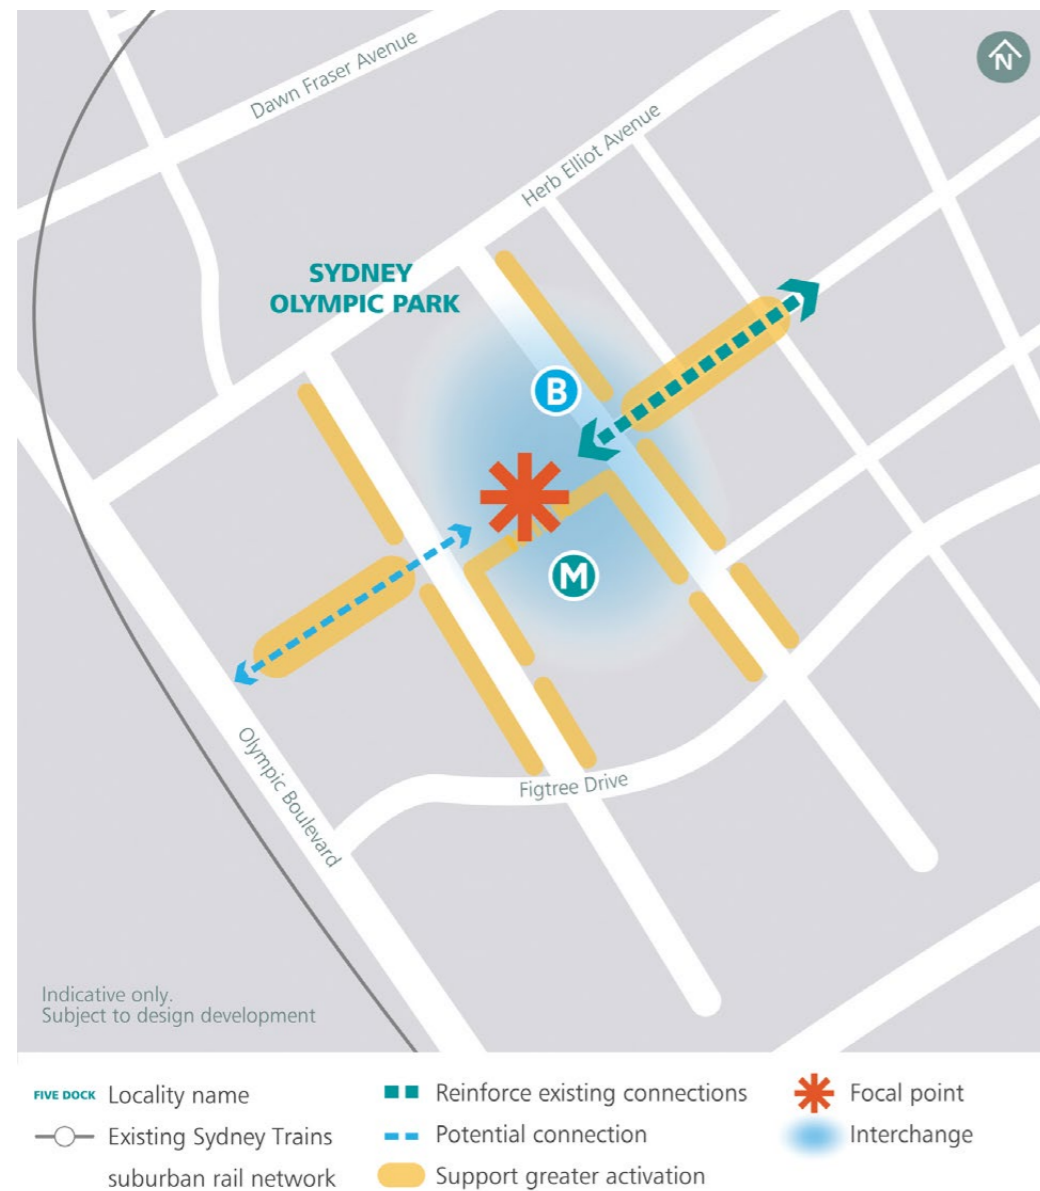 N
Dawn Fraser Avenue
Herb Elliot Avenue
SYDNEY
OLYMPIC PARK
B
M
Olympic Boulevard
Figtree Drive
Indicative only.
Subject to design development
FIVE DOCK Locality name
Existing Sydney Trains
suburban rail network
Reinforce existing connections
Potential connection
Support greater activation
Focal point
Interchange